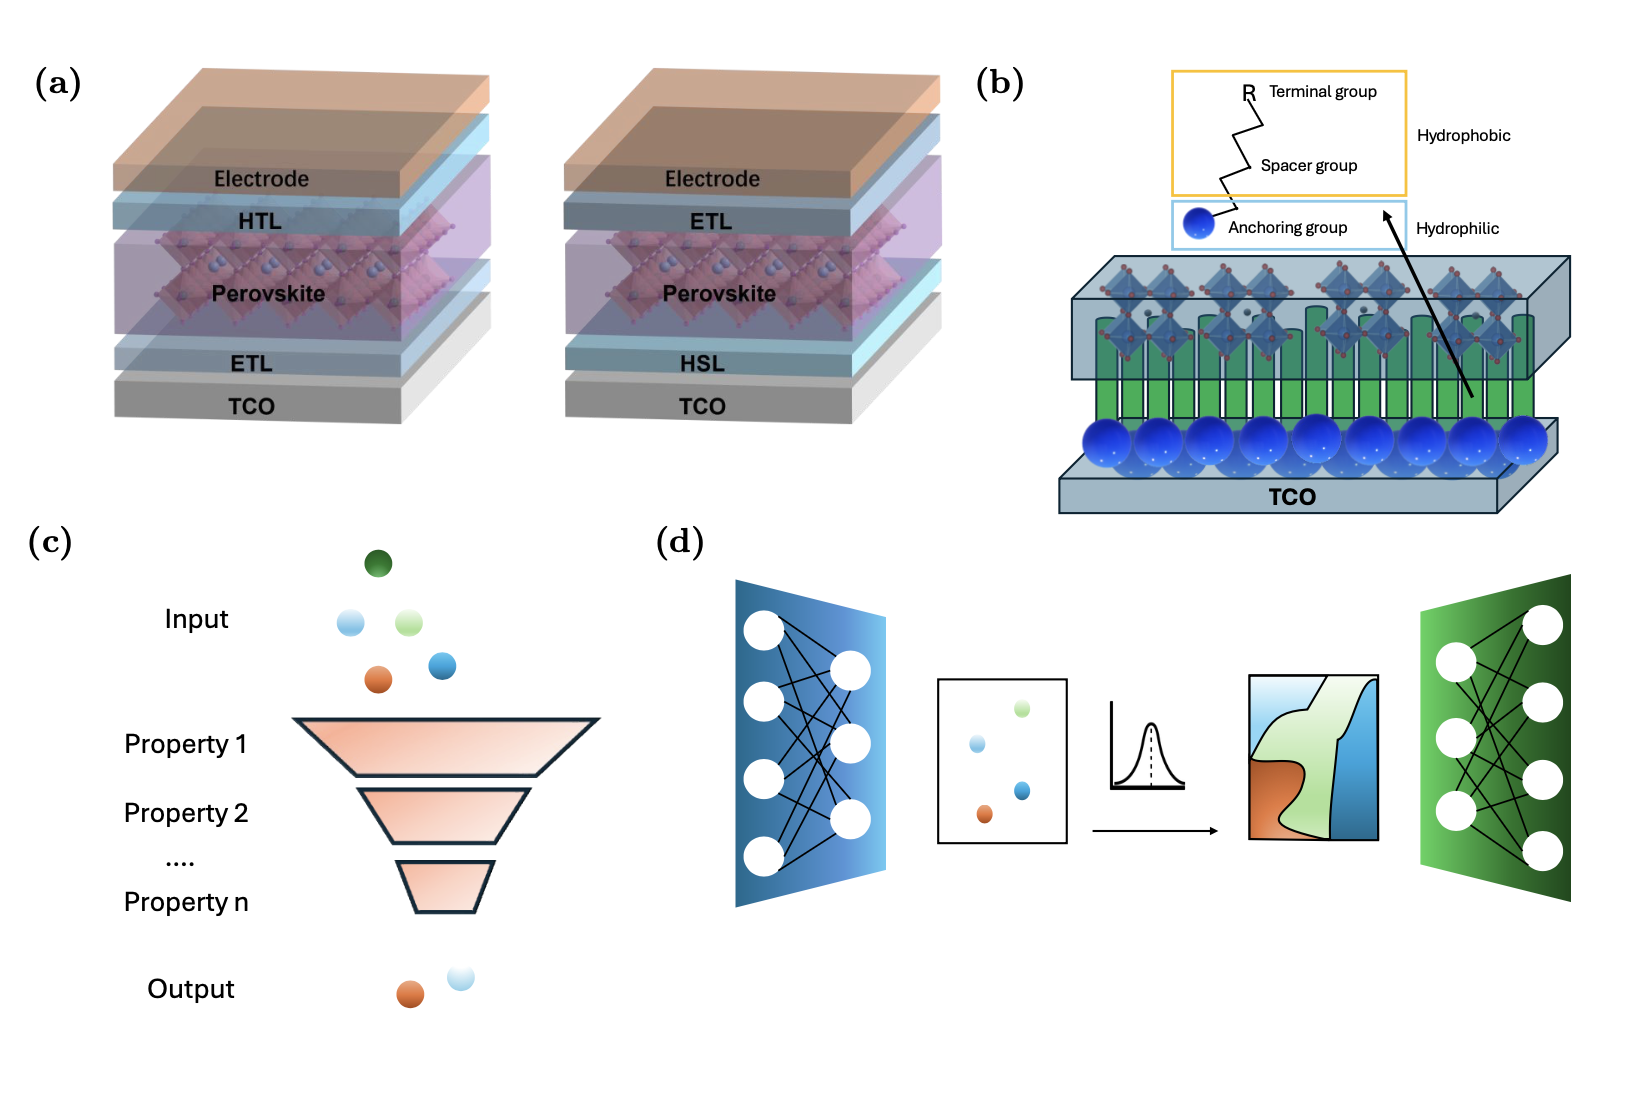 (a)
Electrode
HTL
Perovskite
ETL
TCO
Electrode
ETL
Perovskite
HSL
TCO
(b)
R Terminal group
Spacer group
Hydrophobic
Anchoring group
Hydrophilic
TCO
(c)
Input
Property 1
Property 2
....
Property n
Output
(d)